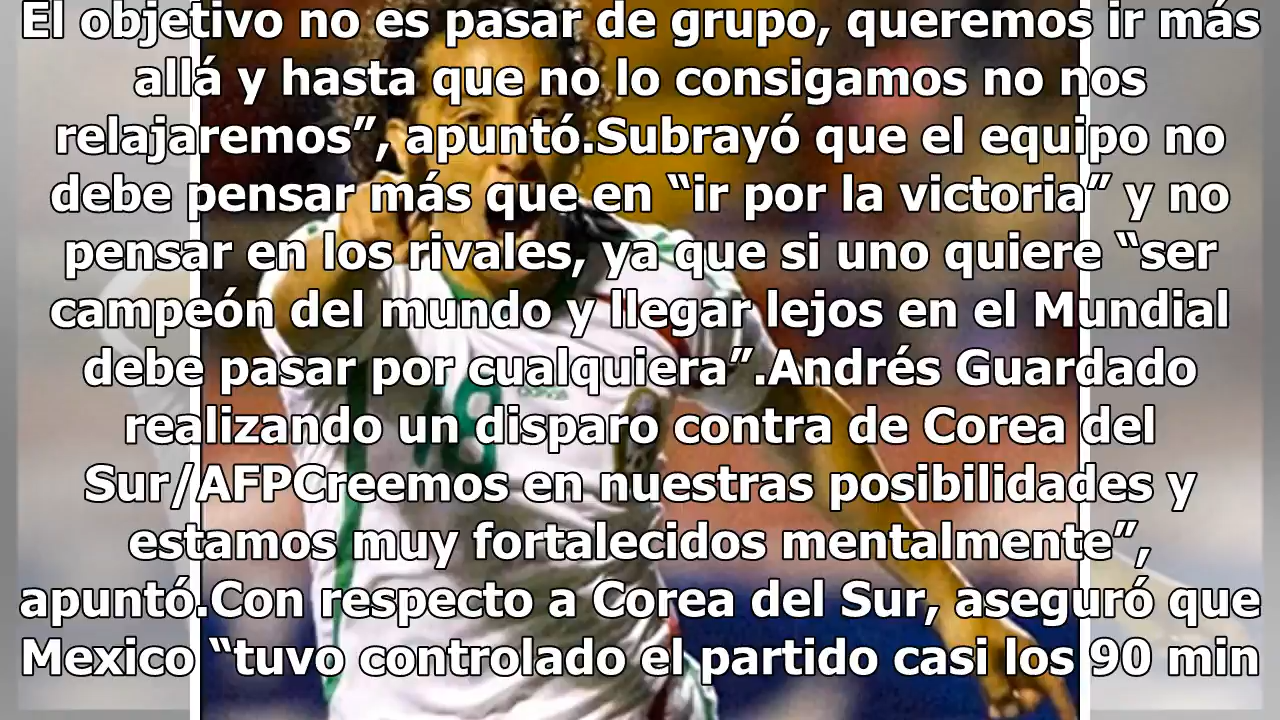 El objetivo no es pasar de grupo, queremos ir más
allá y hasta que no lo consigamos no nos
relajaremos”, apuntó.Subrayó que el equipo no
debe pensar más que en “ir por la victoria” y no
pensar en los rivales, ya que si uno quiere “ser
campeón del mundo y llegar lejos en el Mundial
debe pasar por cualquiera”.Andrés Guardado
realizando un disparo contra de Corea del
Sur/AFPCreemos en nuestras posibilidades y
estamos muy fortalecidos mentalmente”,
apuntó.Con respecto a Corea del Sur, aseguró que
Mexico “tuvo controlado el partido casi los 90 min
18